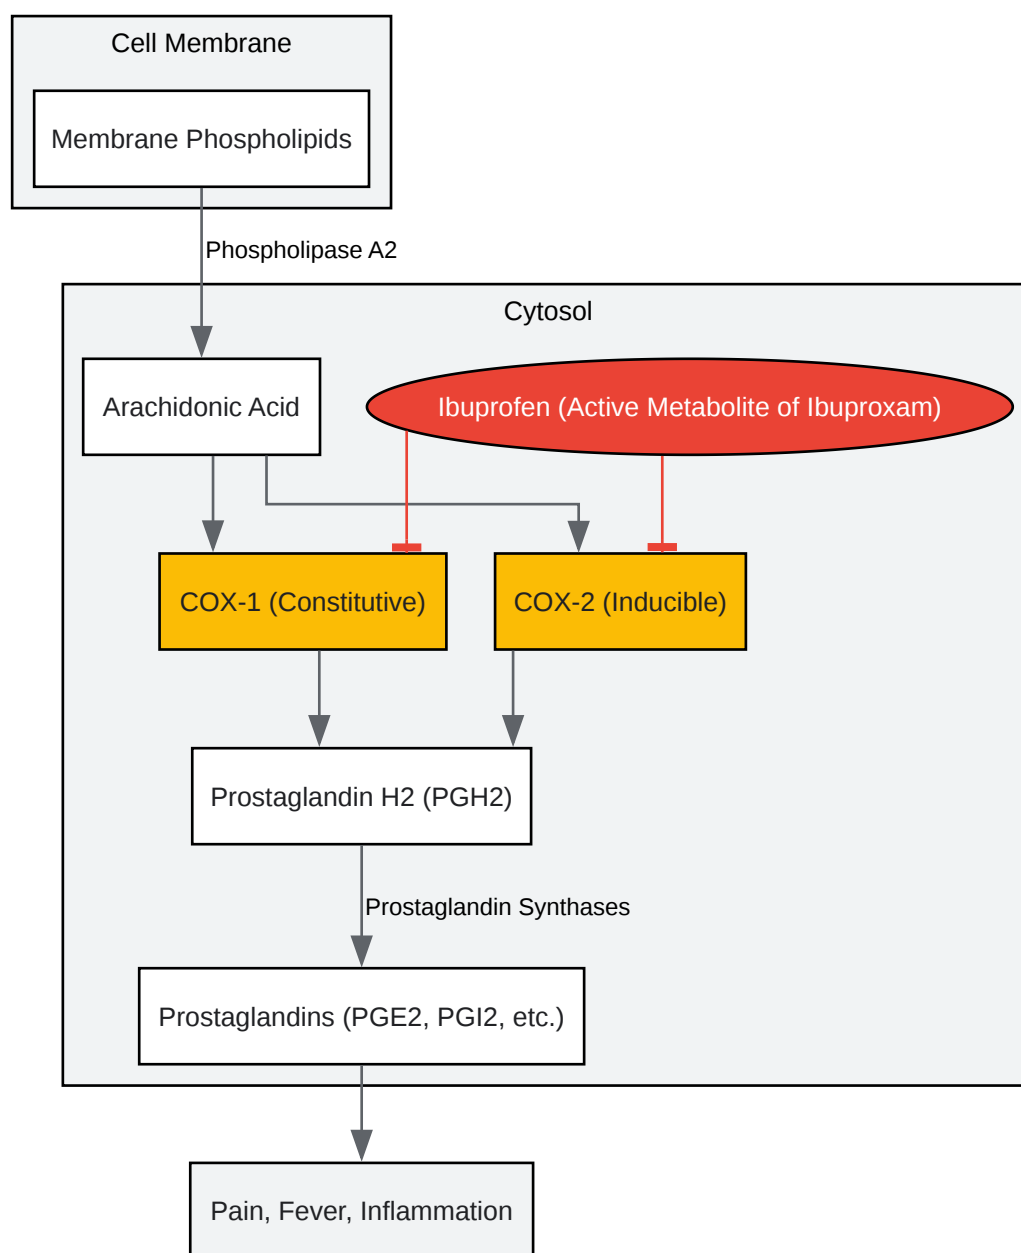 Cell Membrane
Membrane Phospholipids
Phospholipase A2
Cytosol
Arachidonic Acid
Ibuprofen (Active Metabolite of Ibuproxam)
COX-1 (Constitutive)
COX-2 (Inducible)
Prostaglandin H2 (PGH2)
Prostaglandin Synthases
Prostaglandins (PGE2, PGI2, etc.)
Pain, Fever, Inflammation